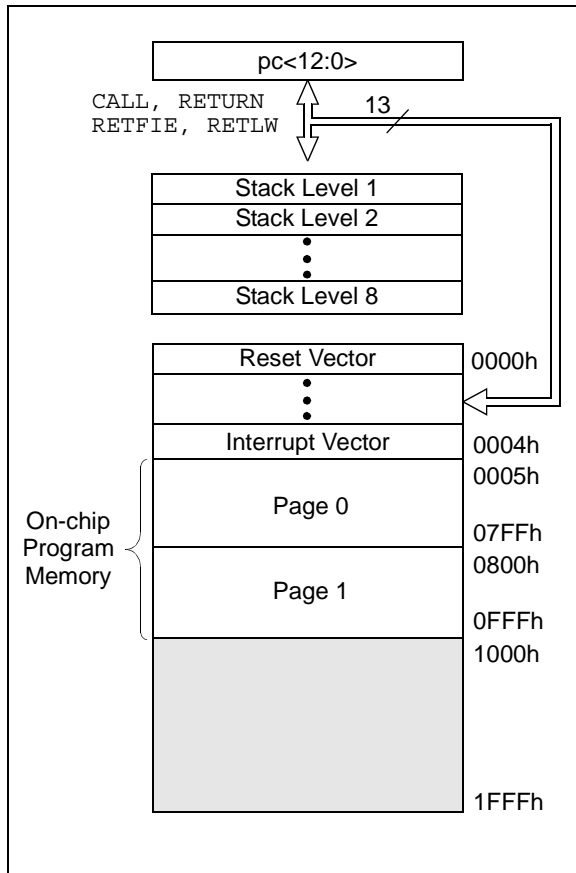 pc<12:0>
CALL, RETURN
RETFIE, RETLW
13
Stack Level 1
Stack Level 2
Stack Level 8
Reset Vector
0000h
Interrupt Vector
0004h
0005h
On-chip
Program
Memory
Page 0
07FFh
0800h
Page 1
0FFFh
1000h
1FFFh